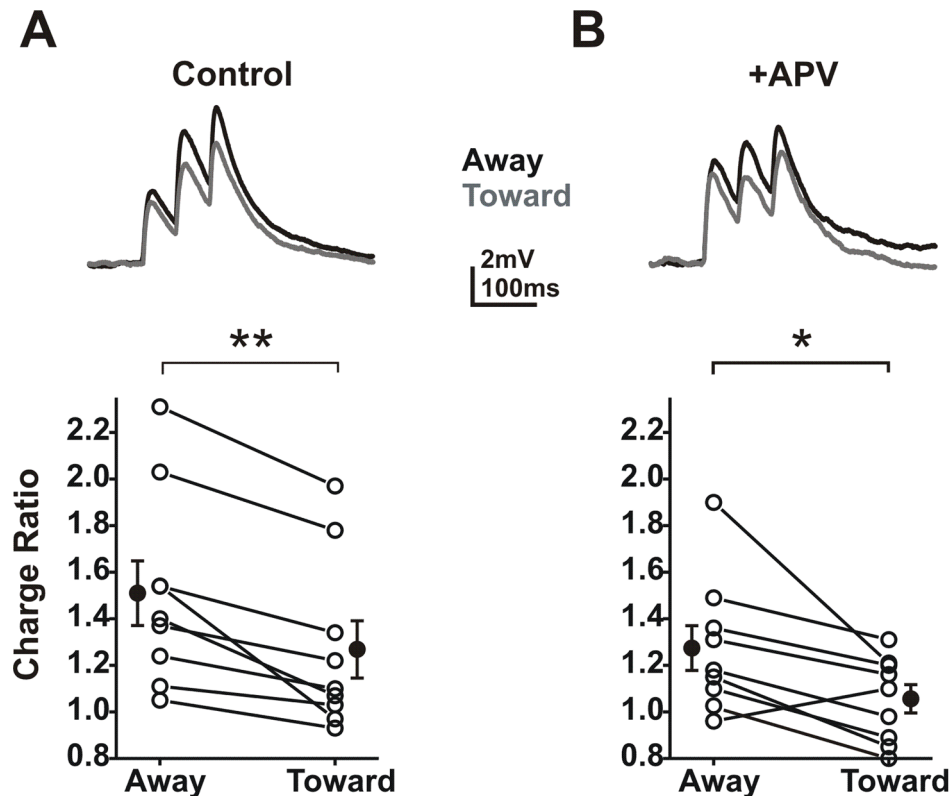 A
B
Control
+APV
Away
Toward
2mV
100ms
**
*
Charge Ratio
2.2
2.0
1.8
1.6
1.4
1.2
1.0
0.8
Away
Toward
2.2
2.0
1.8
1.6
1.4
1.2
1.0
0.8
Away
Toward